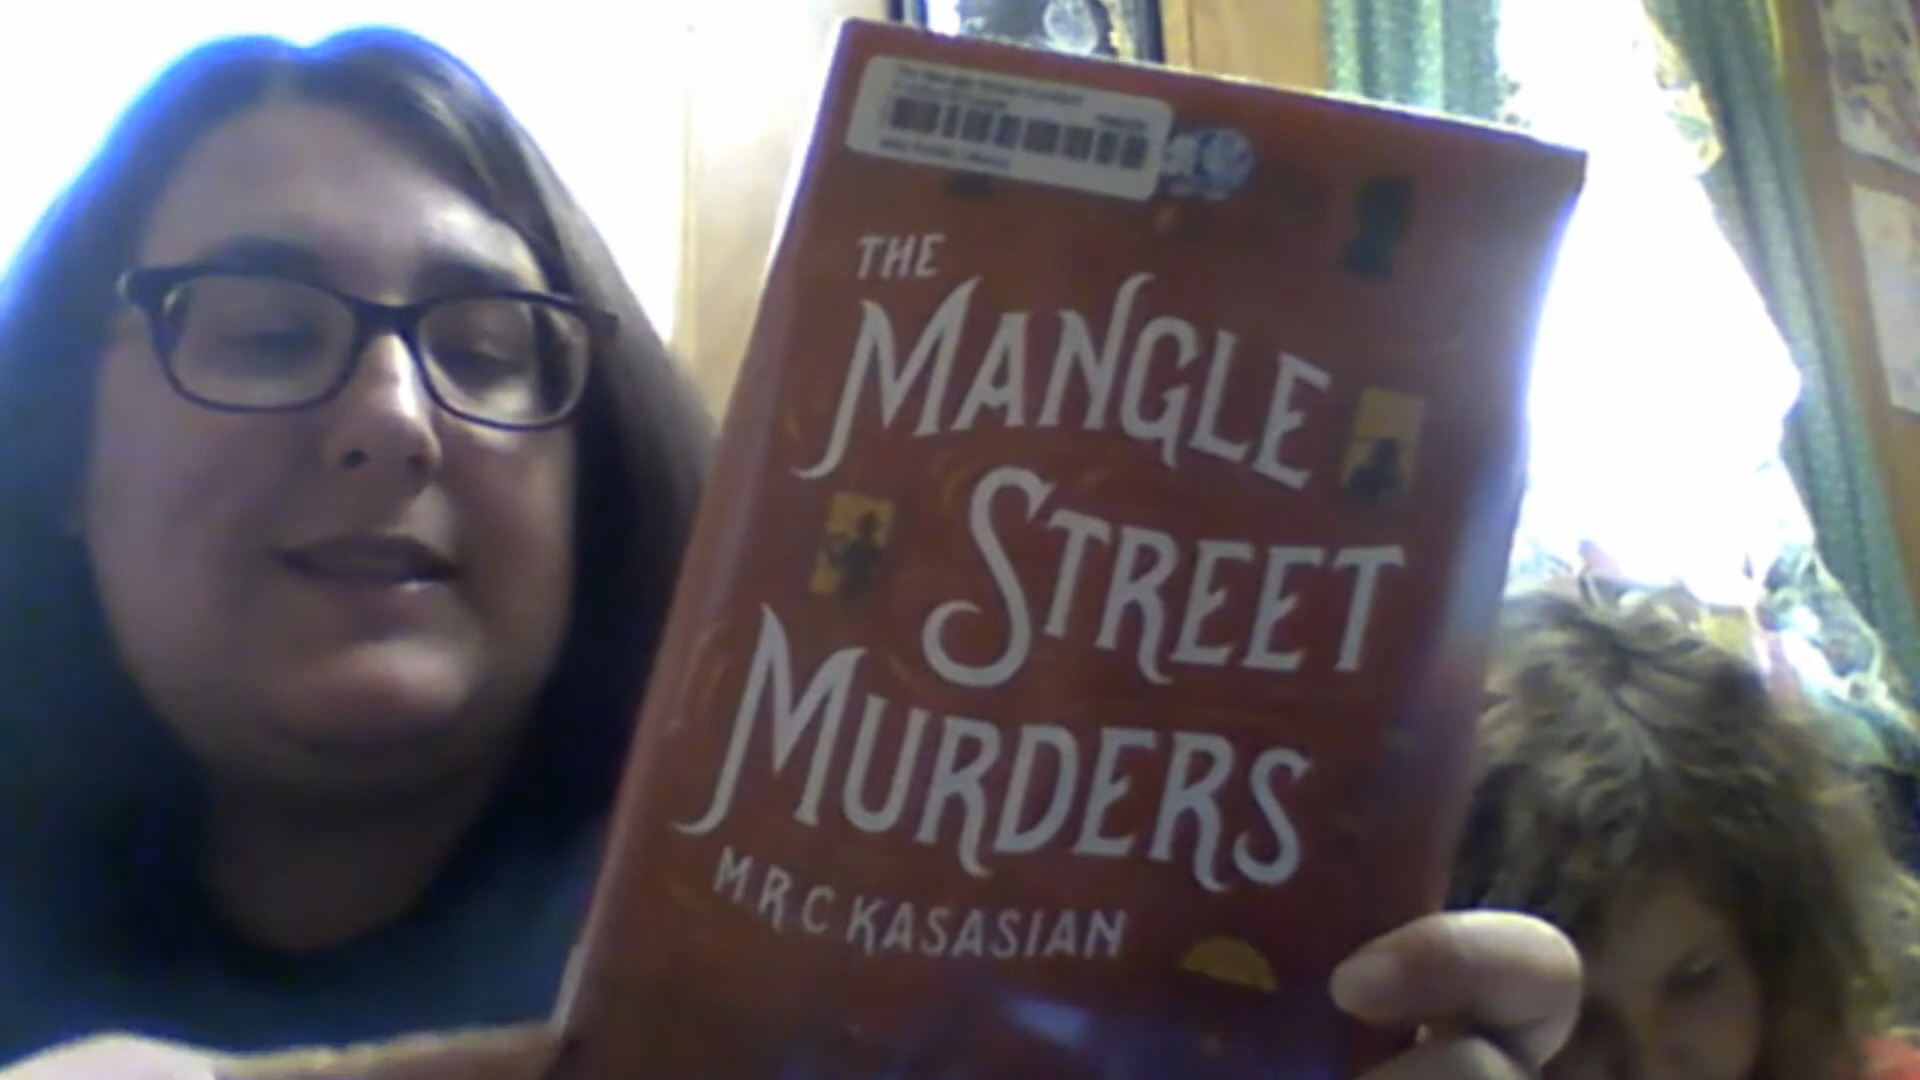 THE
MANGLE
STREET
MURDERS
M.R.C KASASIAN